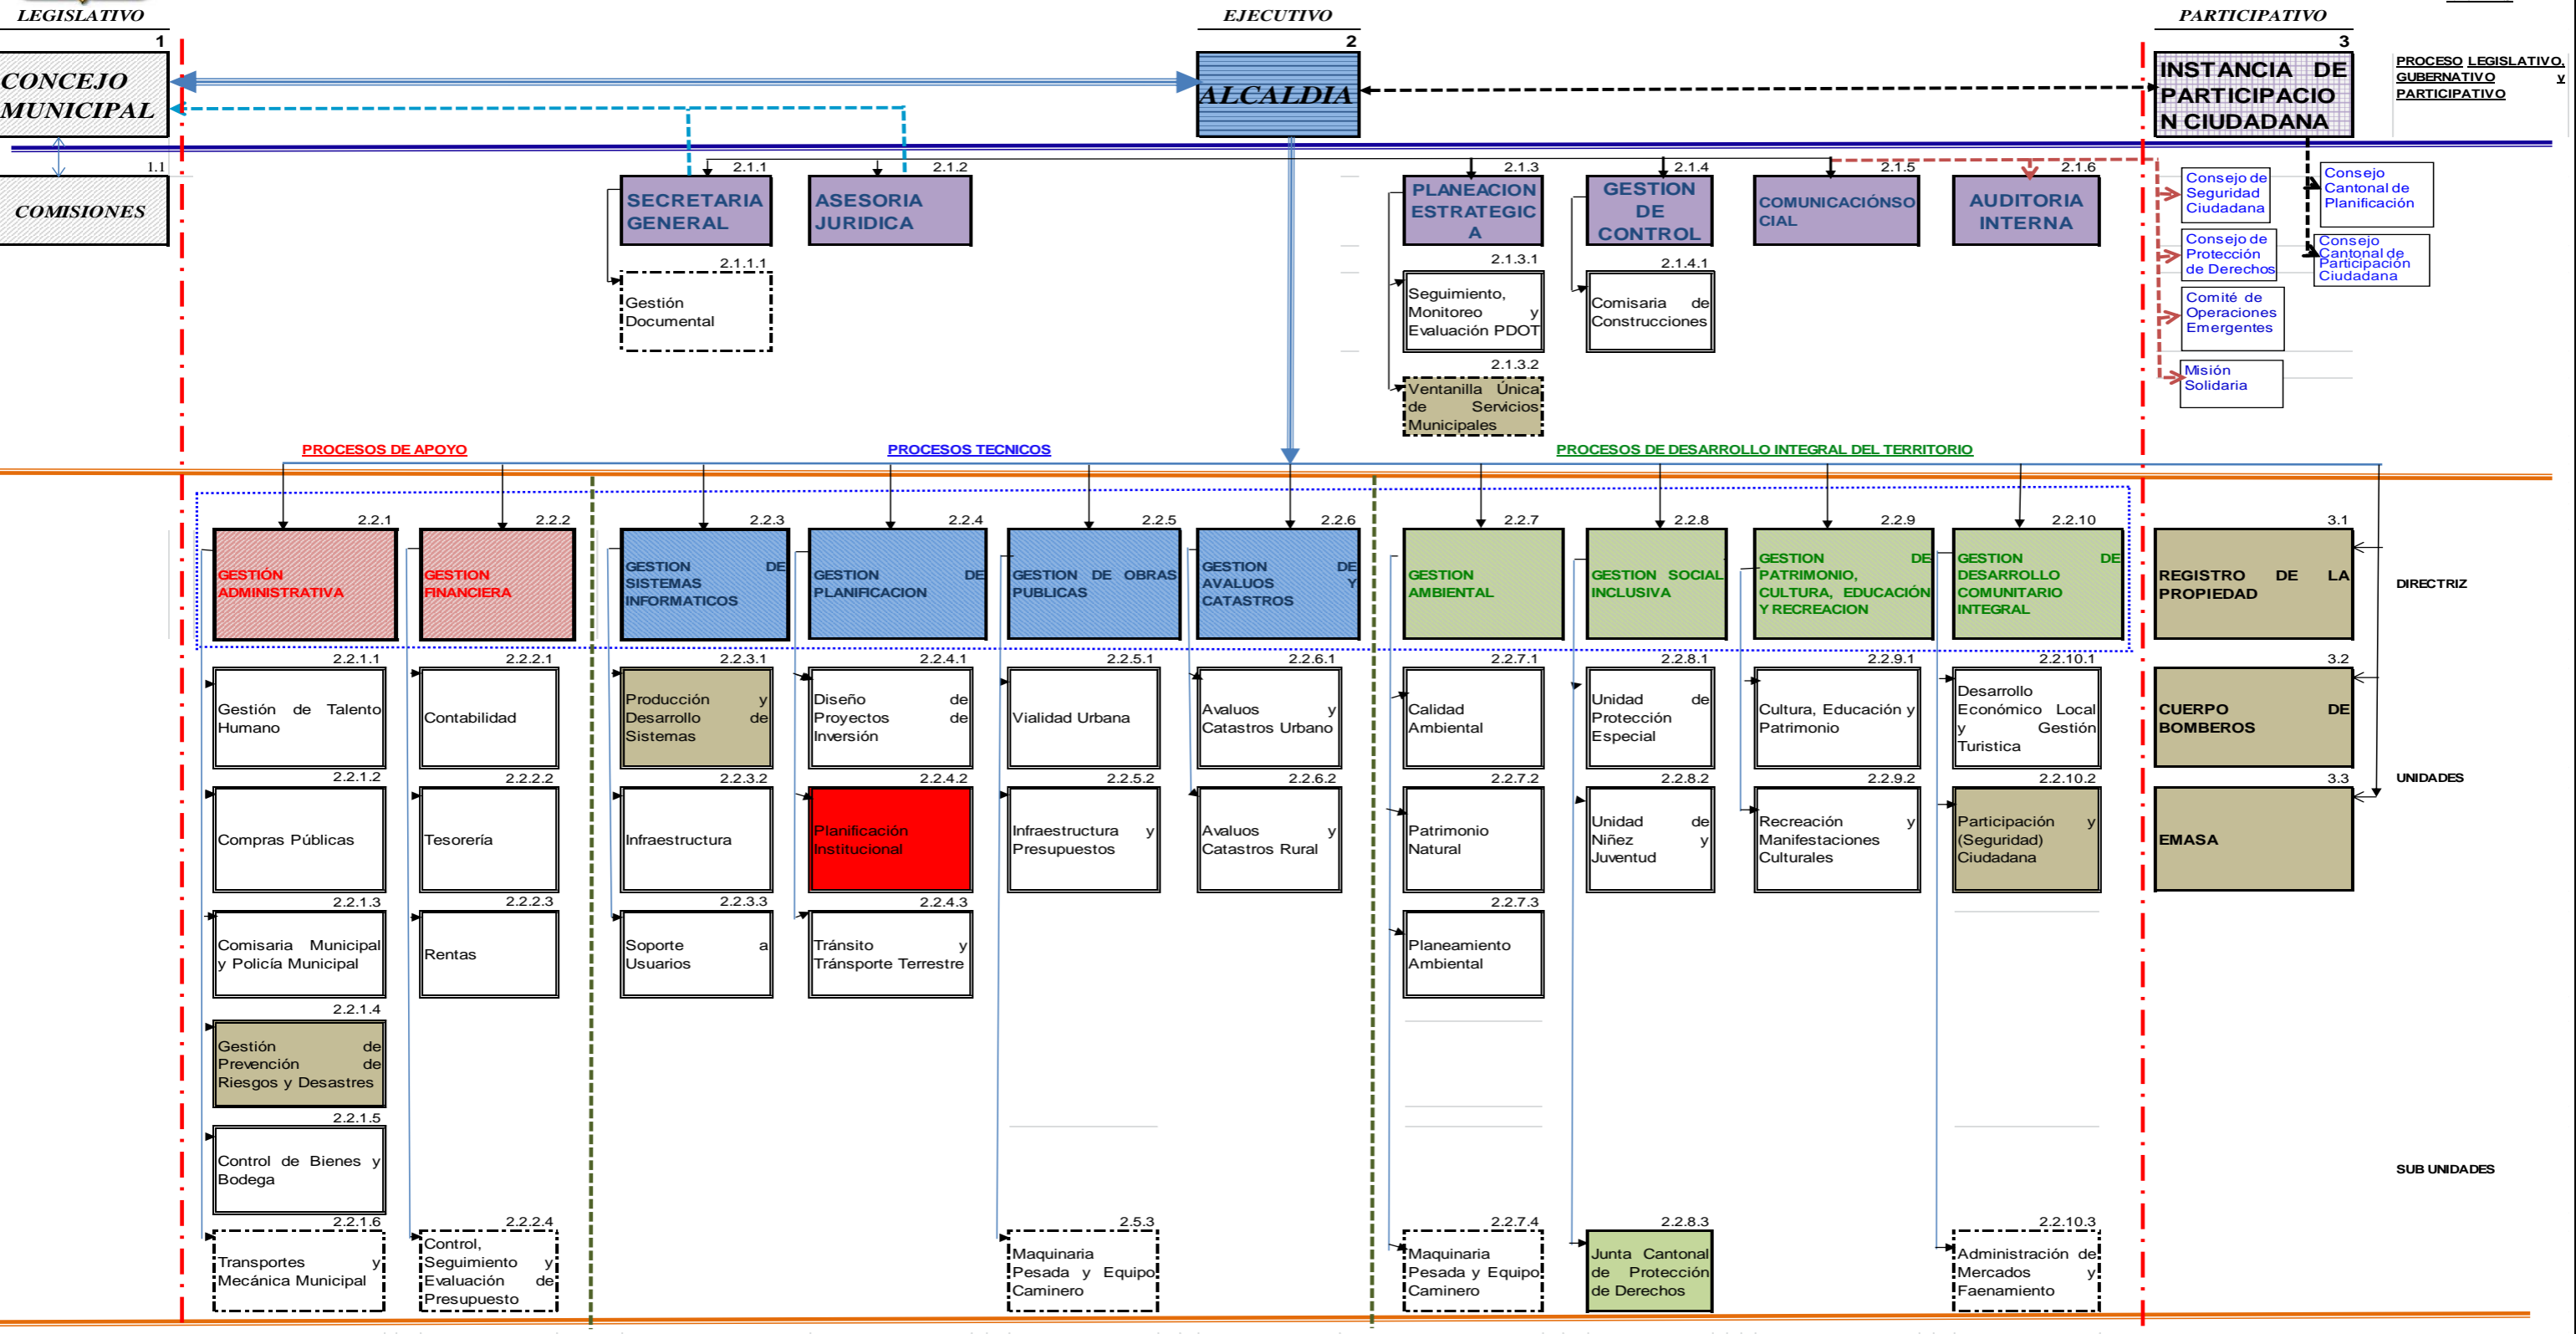 LEGISLATIVO
EJECUTIVO
PARTICIPATIVO
1
2
3
CONCEJO
MUNICIPAL
ALCALDIA
INSTANCIA DE
PARTICIPACIO
N CIUDADANA
PROCESO LEGISLATIVO,
GUBERNATIVO y
PARTICIPATIVO
1.1
COMISIONES
2.1.1
SECRETARIA
GENERAL
2.1.2
ASESORIA
JURIDICA
2.1.3
PLANEACION
ESTRATEGIC
A
2.1.4
GESTION
DE
CONTROL
2.1.5
COMUNICACIÓNSO
CIAL
2.1.6
AUDITORIA
INTERNA
Consejo de
Seguridad
Ciudadana
Consejo
Cantonal de
Planificación
Consejo de
Protección
de Derechos
Consejo
Cantonal de
Participación
Ciudadana
Comité de
Operaciones
Emergentes
Misión
Solidaria
2.1.1.1
Gestión
Documental
2.1.3.1
Seguimiento,
Monitoreo y
Evaluación PDOT
2.1.4.1
Comisaria de
Construcciones
2.1.3.2
Ventanilla Única
de Servicios
Municipales
PROCESOS DE APOYO
PROCESOS TECNICOS
PROCESOS DE DESARROLLO INTEGRAL DEL TERRITORIO
2.2.1
GESTIÓN
ADMINISTRATIVA
2.2.2
GESTION
FINANCIERA
2.2.3
GESTION DE
SISTEMAS
INFORMATICOS
2.2.4
GESTION DE
PLANIFICACION
2.2.5
GESTION DE OBRAS
PUBLICAS
2.2.6
GESTION DE
AVALUOS Y
CATASTROS
2.2.7
GESTION
AMBIENTAL
2.2.8
GESTION SOCIAL
INCLUSIVA
2.2.9
GESTION DE
PATRIMONIO,
CULTURA, EDUCACIÓN
Y RECREACION
2.2.10
GESTION DE
DESARROLLO
COMUNITARIO
INTEGRAL
3.1
REGISTRO DE LA
PROPIEDAD
DIRECTRIZ
2.2.1.1
Gestión de Talento
Humano
2.2.2.1
Contabilidad
2.2.3.1
Producción y
Desarrollo de
Sistemas
2.2.4.1
Diseño de
Proyectos de
Inversión
2.2.5.1
Vialidad Urbana
2.2.6.1
Avaluos y
Catastros Urbano
2.2.7.1
Calidad
Ambiental
2.2.8.1
Unidad de
Protección
Especial
2.2.9.1
Cultura, Educación y
Patrimonio
2.2.10.1
Desarrollo
Económico Local
y Gestión
Turistica
3.2
CUERPO DE
BOMBEROS
UNIDADES
2.2.1.2
Compras Públicas
2.2.2.2
Tesorería
2.2.3.2
Infraestructura
2.2.4.2
Planificación
Institucional
2.2.5.2
Infraestructura y
Presupuestos
2.2.6.2
Avaluos y
Catastros Rural
2.2.7.2
Patrimonio
Natural
2.2.8.2
Unidad de
Niñez y
Juventud
2.2.9.2
Recreación y
Manifestaciones
Culturales
2.2.10.2
Participación y
(Seguridad)
Ciudadana
3.3
EMASA
2.2.1.3
Comisaria Municipal
y Policía Municipal
2.2.2.3
Rentas
2.2.3.3
Soporte a
Usuarios
2.2.4.3
Tránsito y
Tránsporte Terrestre
2.2.7.3
Planeamiento
Ambiental
2.2.1.4
Gestión de
Prevención de
Riesgos y Desastres
2.2.1.5
Control de Bienes y
Bodega
SUB UNIDADES
2.2.1.6
Transportes y
Mecánica Municipal
2.2.2.4
Control,
Seguimiento y
Evaluación de
Presupuesto
2.5.3
Maquinaria
Pesada y Equipo
Caminero
2.2.7.4
Maquinaria
Pesada y Equipo
Caminero
2.2.8.3
Junta Cantonal
de Protección
de Derechos
2.2.10.3
Administración de
Mercados y
Faenamiento